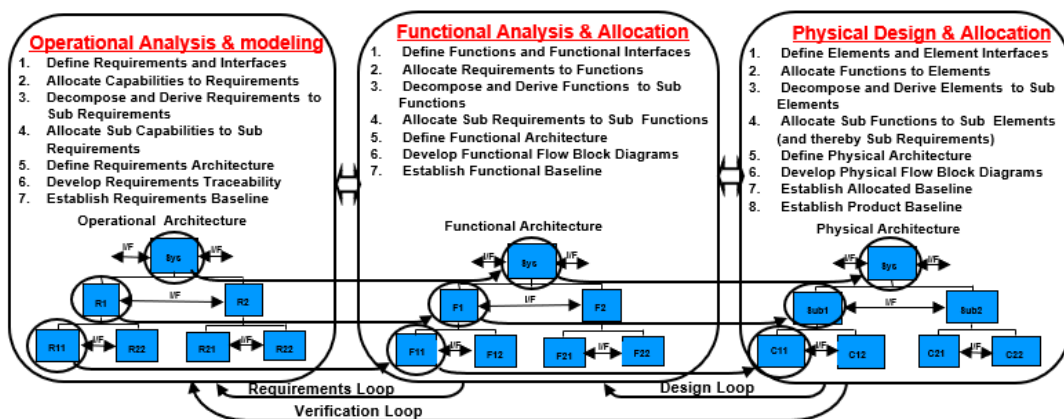 Operational Analysis & modeling
1. Define Requirements and Interfaces
2. Allocate Capabilities to Requirements
3. Decompose and Derive Requirements to
Sub Requirements
4. Allocate Sub Capabilities to Sub
Requirements
5. Define Requirements Architecture
6. Develop Requirements Traceability
7. Establish Requirements Baseline
Operational Architecture
I/F
Sys
I/F
R1
I/F
R2
R11
I/F
R22
R21
I/F
R22
Functional Analysis & Allocation
1. Define Functions and Functional Interfaces
2. Allocate Requirements to Functions
3. Decompose and Derive Functions to Sub
Functions
4. Allocate Sub Requirements to Sub Functions
5. Define Functional Architecture
6. Develop Functional Flow Block Diagrams
7. Establish Functional Baseline
Functional Architecture
I/F
Sys
I/F
F1
I/F
F2
F11
I/F
F12
F21
I/F
F22
Physical Design & Allocation
1. Define Elements and Element Interfaces
2. Allocate Functions to Elements
3. Decompose and Derive Elements to Sub
Elements
4. Allocate Sub Functions to Sub Elements
(and thereby Sub Requirements)
5. Define Physical Architecture
6. Develop Physical Flow Block Diagrams
7. Establish Allocated Baseline
8. Establish Product Baseline
Physical Architecture
I/F
Sys
I/F
Sub1
I/F
Sub2
C11
I/F
C12
C21
I/F
C22
Requirements Loop
Design Loop
Verification Loop